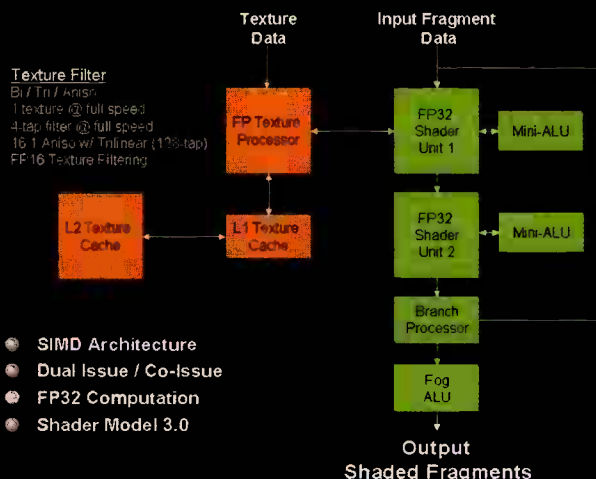 Texture
Data
Input Fragment
Data
Texture Filter
Bi / Tri / Aniso
1 texture @ full speed
4-tap filter @ full speed
16:1 Aniso w/ Trilinear (128-tap)
FP16 Texture Filtering
FP Texture
Processor
FP32
Shader
Unit 1
Mini-ALU
L2 Texture
Cache
L1 Texture
Cache
FP32
Shader
Unit 2
Mini-ALU
Branch
Processor
SIMD Architecture
Dual Issue / Co-Issue
FP32 Computation
Shader Model 3.0
Fog
ALU
Output
Shaded Fragments